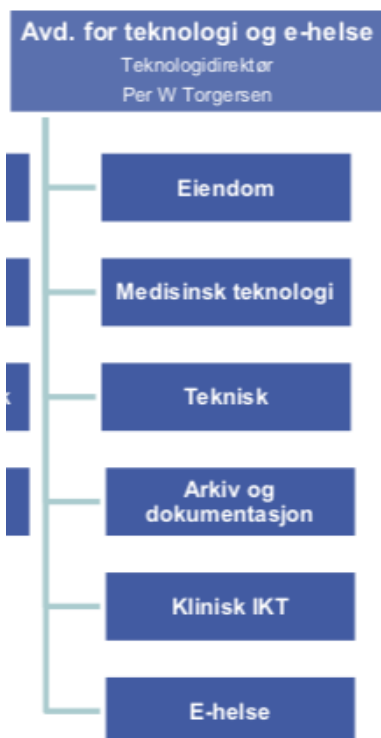 Avd. for teknologi og e-helse
Teknologidirektør
Per W Torgersen
Eiendom
Medisinsk teknologi
Teknisk
Arkiv og
dokumentasjon
Klinisk IKT
E-helse